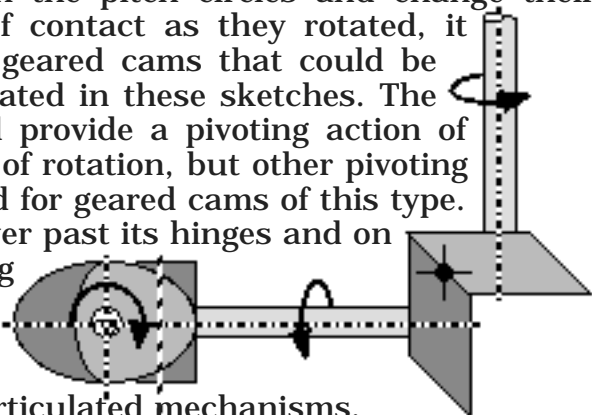 the pitch circles and change their
f contact as they rotated, it
geared cams that could be
ated in these sketches. The
provide a pivoting action of
of rotation, but other pivoting
d for geared cams of this type.
er past its hinges and on
g
rticulated mechanisms.